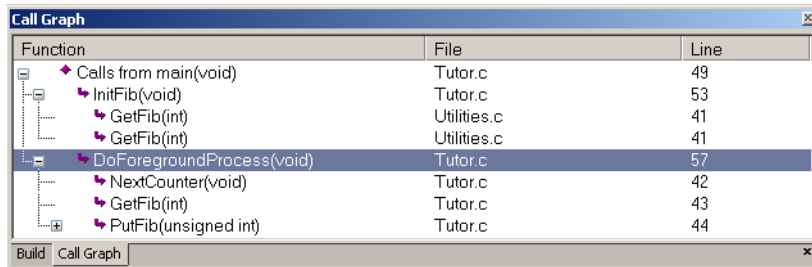 Call Graph
Function File Line
Calls from main(void) Tutor.c 49
InitFib(void) Tutor.c 53
GetFib(int) Utilities.c 41
GetFib(int) Utilities.c 41
DoForegroundProcess(void) Tutor.c 57
NextCounter(void) Tutor.c 42
GetFib(int) Tutor.c 43
PutFib(unsigned int) Tutor.c 44
Build Call Graph